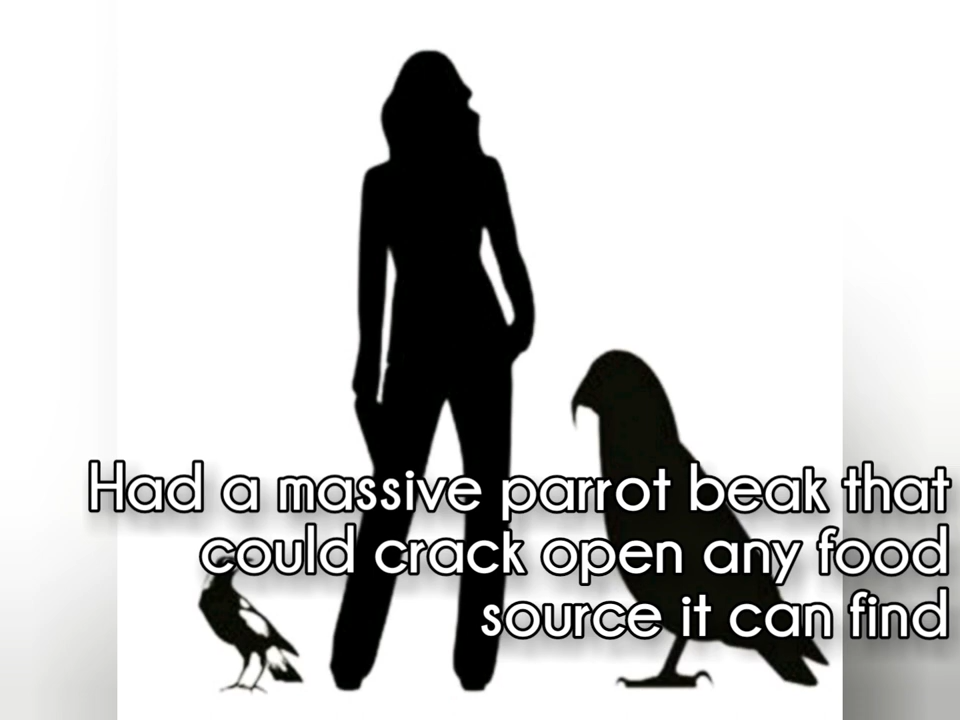 Had a massive parrot beak that
could crack open any food
source it can find